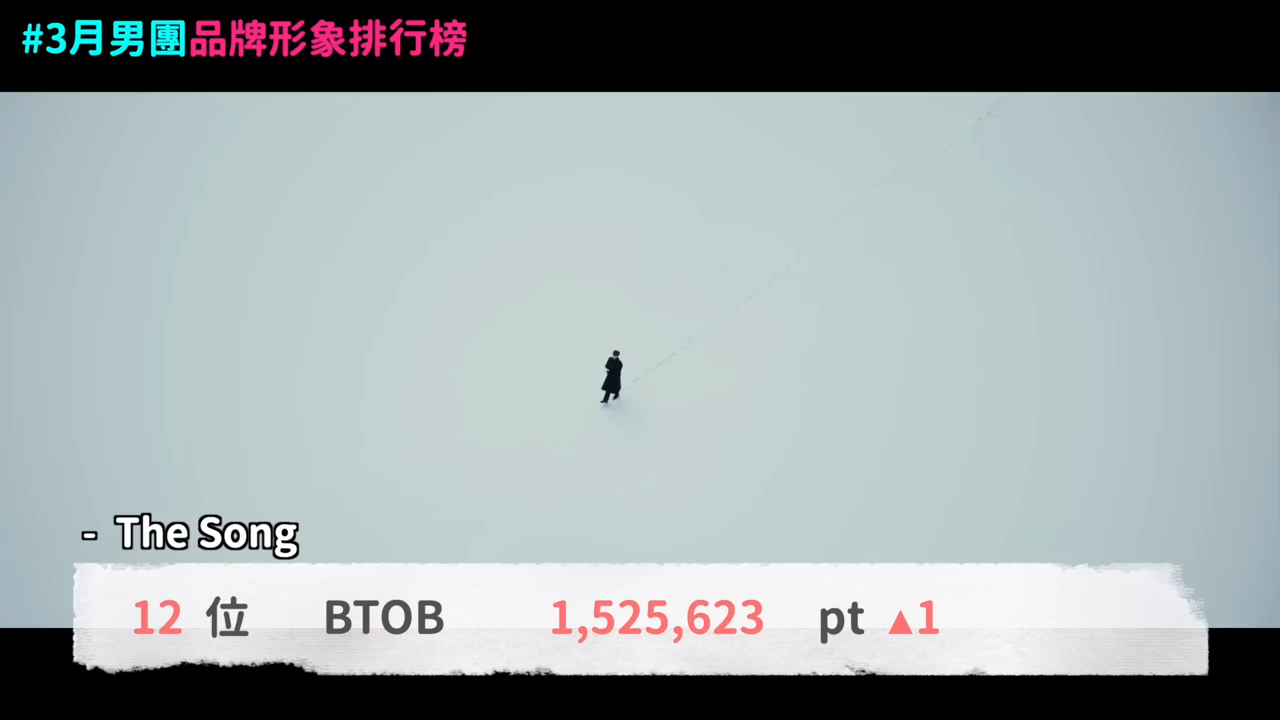 #3月男團品牌形象排行榜
- The Song
12 位 BTOB 1,525,623 pt ▲1